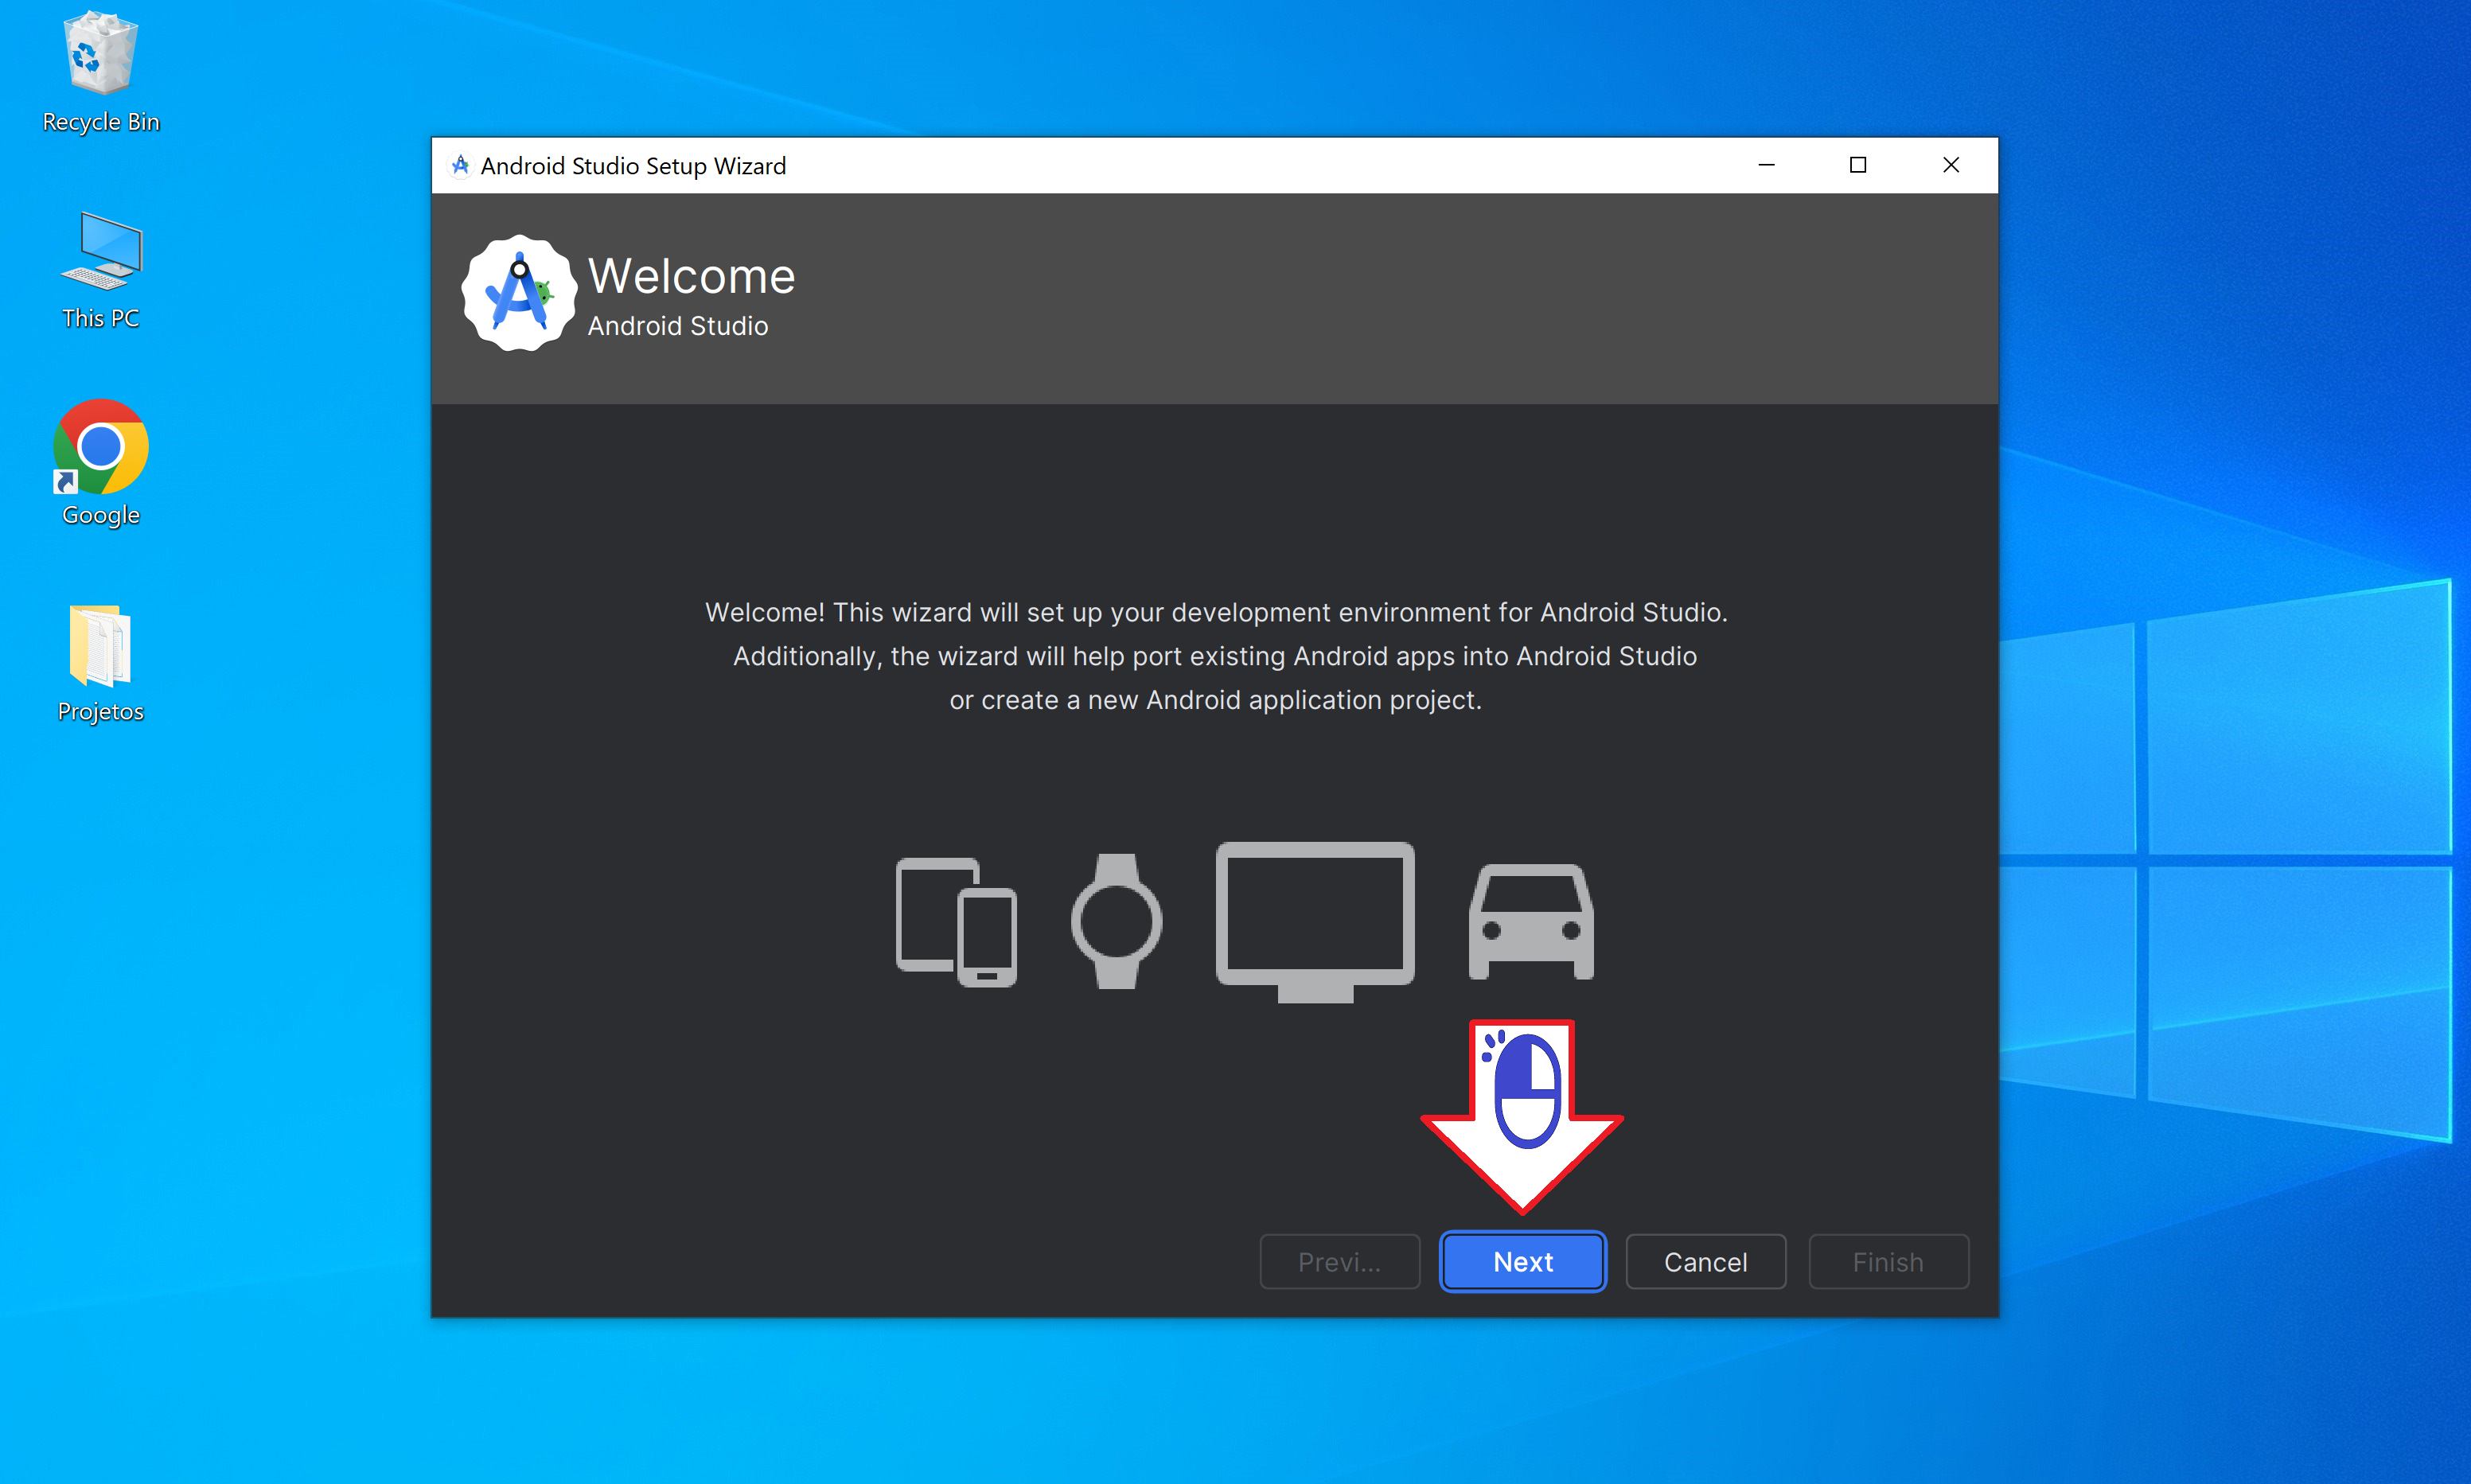 Recycle Bin
This PC
Google
Projetos
Android Studio Setup Wizard
Welcome
Android Studio
Welcome! This wizard will set up your development environment for Android Studio.
Additionally, the wizard will help port existing Android apps into Android Studio
or create a new Android application project.
Previ...
Next
Cancel
Finish